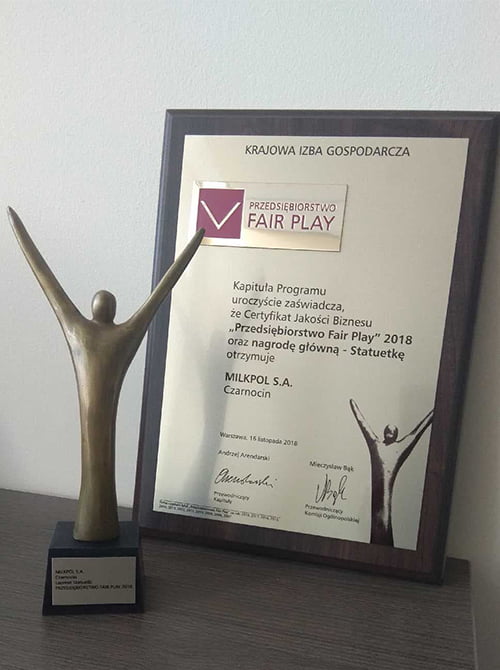 KRAJOWA IZBA GOSPODARCZA
PRZEDSIĘBIORSTWO
FAIR PLAY
Kapituła Programu
uroczyście zaświadcza,
że Certyfikat Jakości Biznesu
„Przedsiębiorstwo Fair Play” 2018
oraz nagrodę główną - Statuetkę
otrzymuje
MILKPOL S.A.
Czarnocin
Warszawa, 16 listopada 2018
Andrzej Arendarski
Mieczysław Bąk
Przewodniczący
Kapituły
Przewodniczący
Komisji Ogólnopolskiej
MILKPOL S.A.
Czarnocin
Laureat Statuetki
PRZEDSIĘBIORSTWO FAIR PLAY 2018